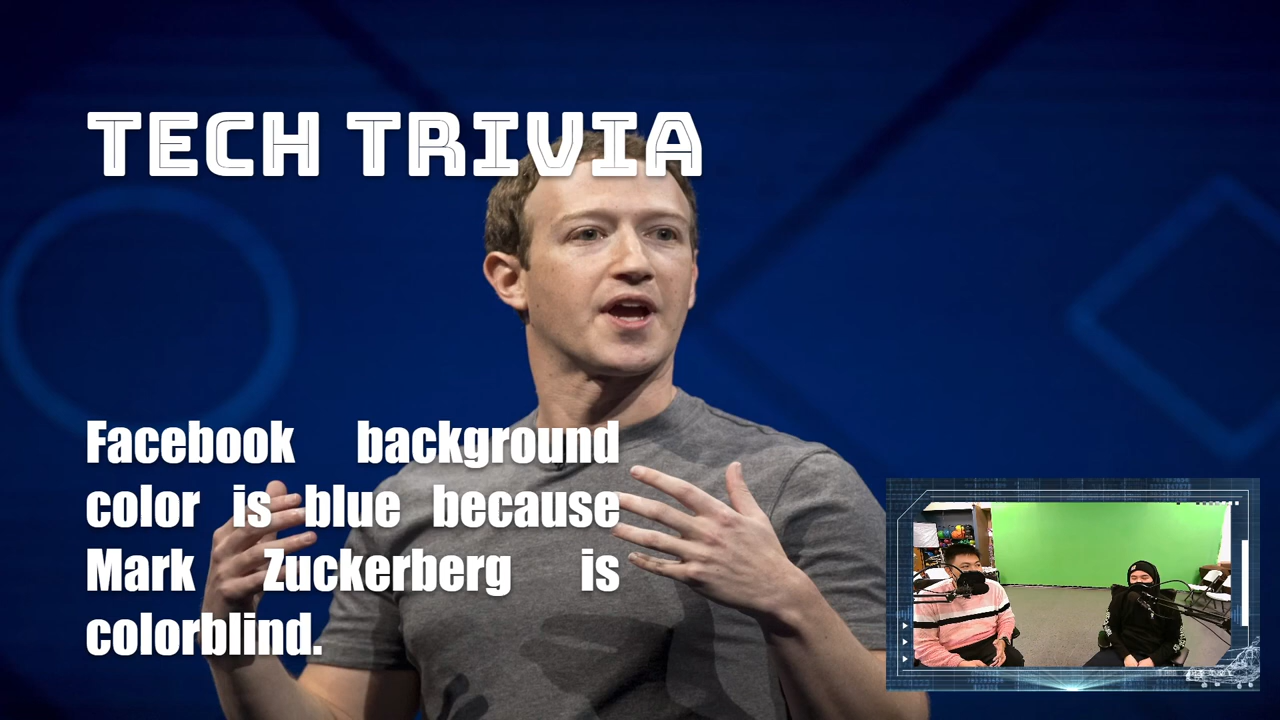 TECH TRIVIA
Facebook background
color is blue because
Mark Zuckerberg is
colorblind.